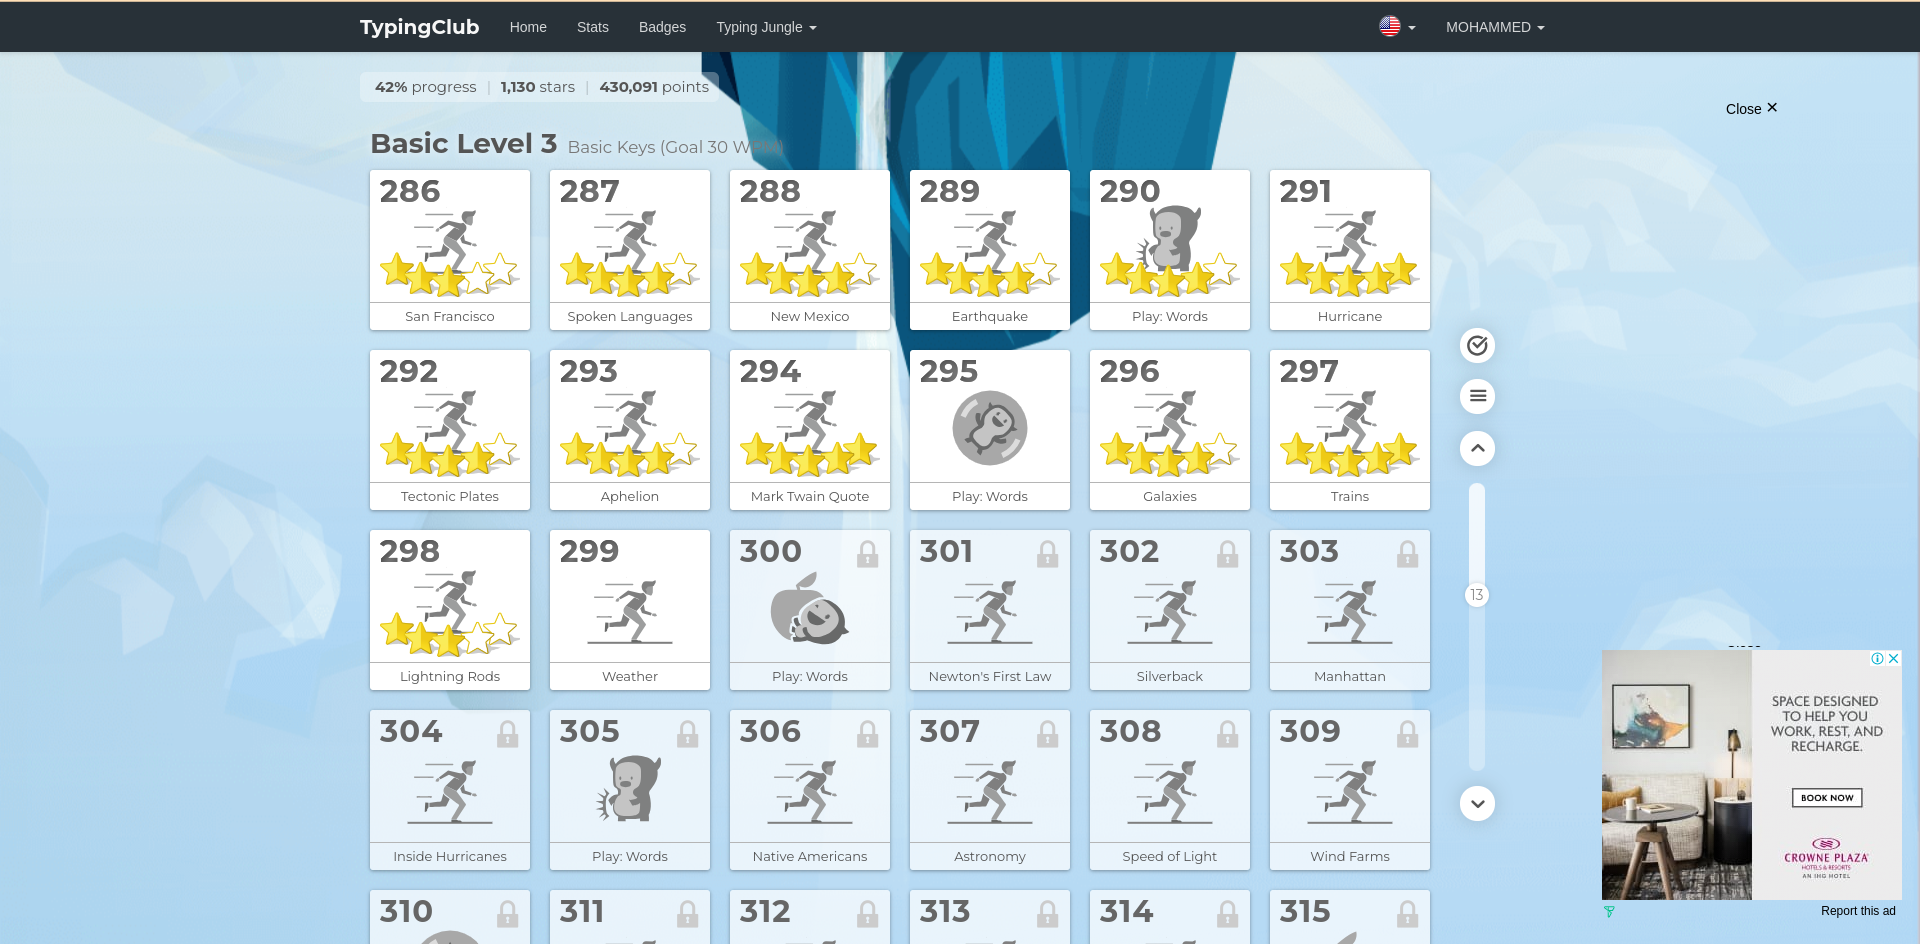 TypingClub Home Stats Badges Typing Jungle MOHAMMED
42% progress | 1,130 stars | 430,091 points
Close ✕
Basic Level 3 Basic Keys (Goal 30
286 287 288 289 290 291
San Francisco Spoken Languages New Mexico Earthquake Play: Words Hurricane
292 293 294 295 296 297
Tectonic Plates Aphelion Mark Twain Quote Play: Words Galaxies Trains
298 299 300 301 302 303
Lightning Rods Weather Play: Words Newton's First Law Silverback Manhattan
304 305 306 307 308 309
Inside Hurricanes Play: Words Native Americans Astronomy Speed of Light Wind Farms
310 311 312 313 314 315
13
SPACE DESIGNED
TO HELP YOU
WORK, REST, AND
RECHARGE.
BOOK NOW
CROWNE PLAZA
HOTELS & RESORTS
AN IHG HOTEL
Report this ad